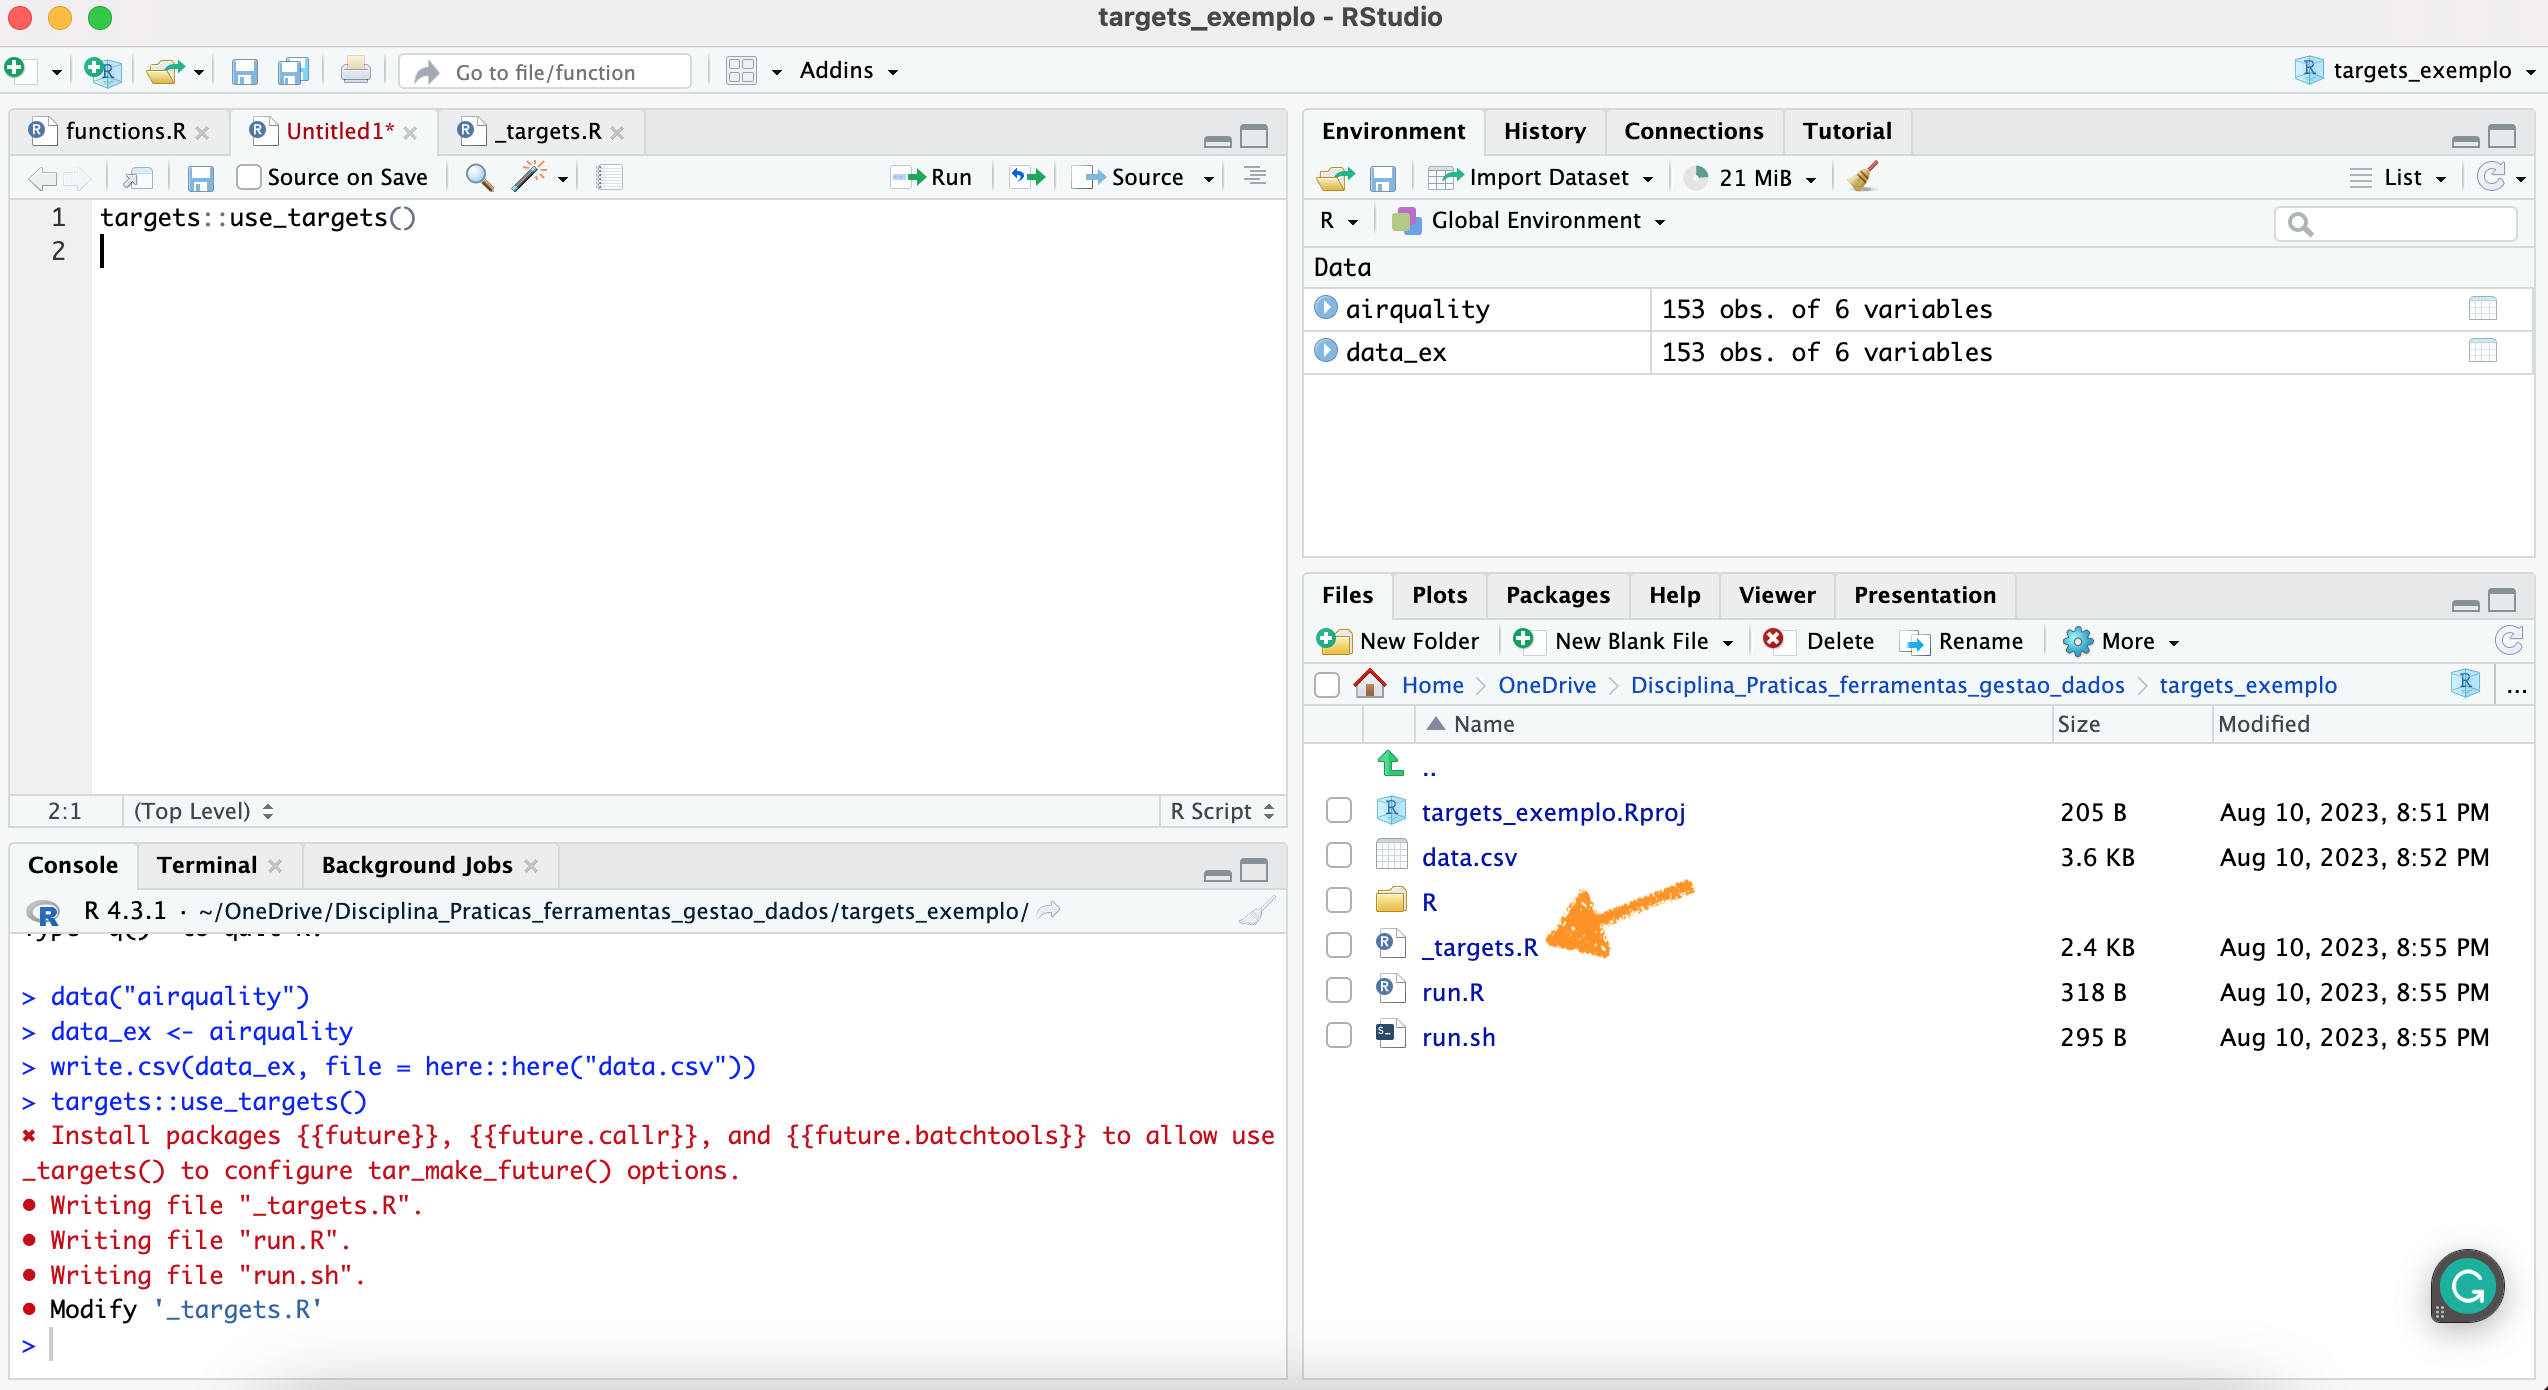 targets_exemplo - RStudio
Go to file/function
Addins
targets_exemplo
functions.R
Untitled1*
_targets.R
Source on Save
Run
Source
1 targets::use_targets()
2
2:1
(Top Level)
R Script
Console
Terminal
Background Jobs
R 4.3.1 · ~/OneDrive/Disciplina_Praticas_ferramentas_gestao_dados/targets_exemplo/
> data("airquality")
> data_ex <- airquality
> write.csv(data_ex, file = here::here("data.csv"))
> targets::use_targets()
✖ Install packages {{future}}, {{future.callr}}, and {{future.batchtools}} to allow use
_targets() to configure tar_make_future() options.
• Writing file "_targets.R".
• Writing file "run.R".
• Writing file "run.sh".
• Modify '_targets.R'
>
Environment
History
Connections
Tutorial
Import Dataset
21 MiB
List
R
Global Environment
Data
airquality 153 obs. of 6 variables
data_ex 153 obs. of 6 variables
Files
Plots
Packages
Help
Viewer
Presentation
New Folder
New Blank File
Delete
Rename
More
Home
OneDrive
Disciplina_Praticas_ferramentas_gestao_dados
targets_exemplo
...
Name Size Modified
..
targets_exemplo.Rproj 205 B Aug 10, 2023, 8:51 PM
data.csv 3.6 KB Aug 10, 2023, 8:52 PM
R
_targets.R 2.4 KB Aug 10, 2023, 8:55 PM
run.R 318 B Aug 10, 2023, 8:55 PM
run.sh 295 B Aug 10, 2023, 8:55 PM